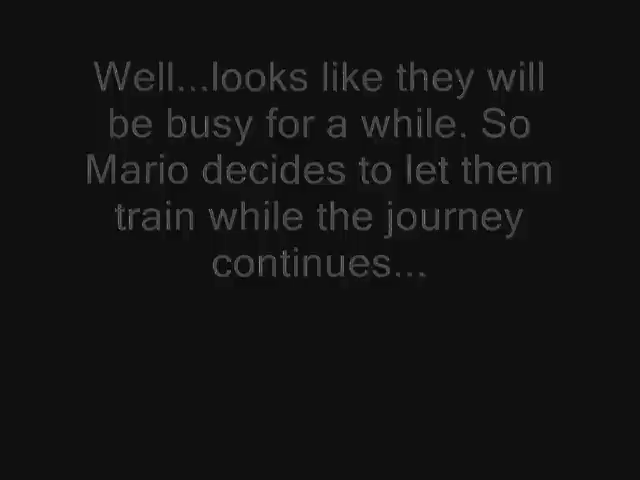 Well...looks like they will
be busy for a while. So
Mario decides to let them
train while the journey
continues...